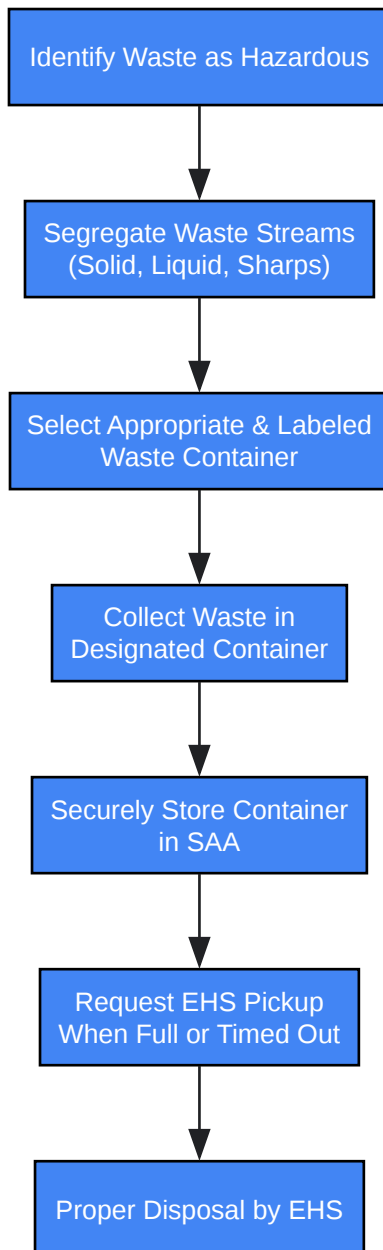 Identify Waste as Hazardous
Segregate Waste Streams
(Solid, Liquid, Sharps)
Select Appropriate & Labeled
Waste Container
Collect Waste in
Designated Container
Securely Store Container
in SAA
Request EHS Pickup
When Full or Timed Out
Proper Disposal by EHS